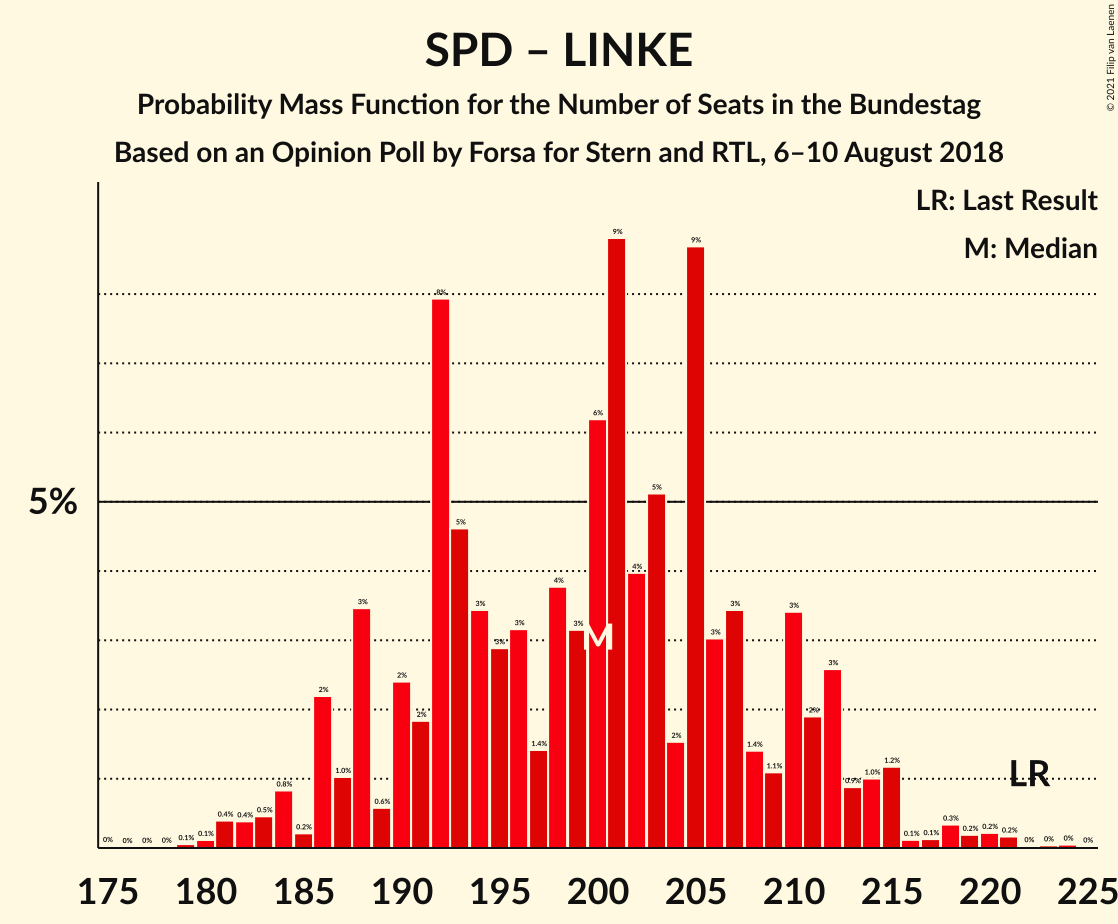 SPD – LINKE
Probability Mass Function for the Number of Seats in the Bundestag
Based on an Opinion Poll by Forsa for Stern and RTL, 6–10 August 2018
© 2021 Filip van Laenen
LR: Last Result
M: Median
5%
0% 0% 0% 0% 0.1% 0.1% 0.4% 0.4% 0.5% 0.8% 0.2% 2% 1.0% 3% 0.6% 2% 2% 8% 5% 3% 3% 3% 1.4% 4% 3% 6% 9% 4% 5% 2% 9% 3% 3% 1.4% 1.1% 3% 2% 3% 0.9% 1.0% 1.2% 0.1% 0.1% 0.3% 0.2% 0.2% 0.2% 0% 0% 0% 0%
M
LR
175 180 185 190 195 200 205 210 215 220 225